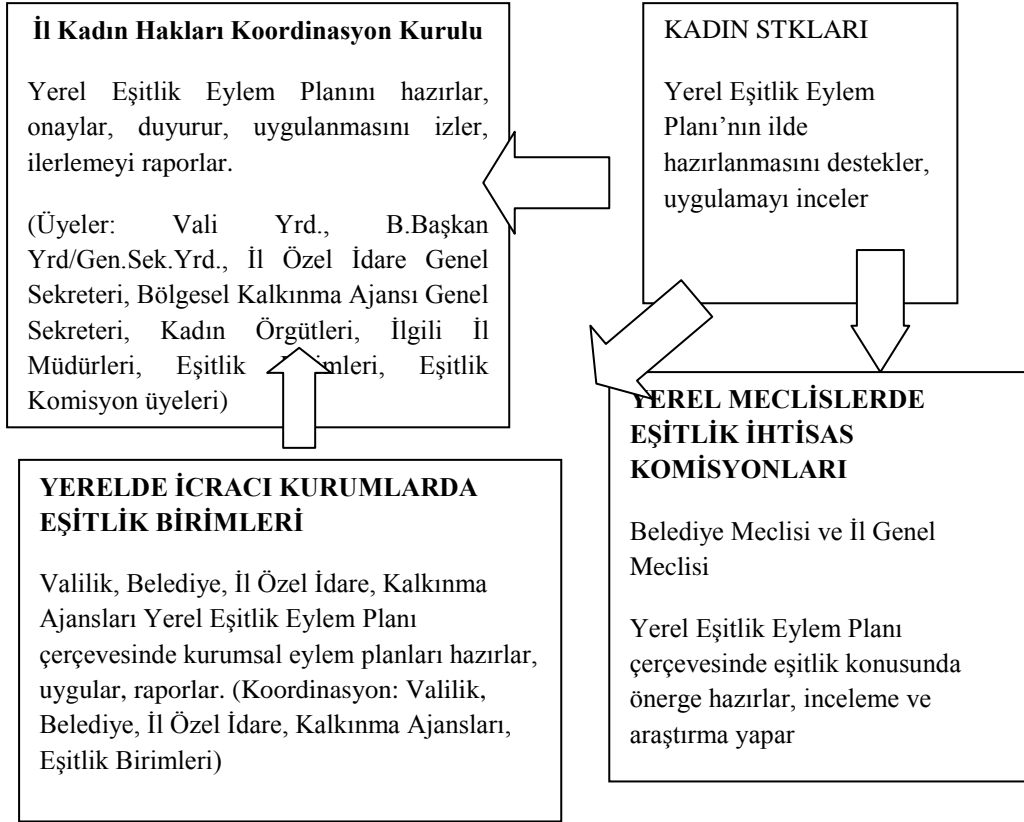 İl Kadın Hakları Koordinasyon Kurulu
Yerel Eşitlik Eylem Planını hazırlar,
onaylar, duyurur, uygulanmasını izler,
ilerlemeyi raporlar.
(Üyeler: Vali Yrd., B.Başkan
Yrd/Gen.Sek.Yrd., İl Özel İdare Genel
Sekreteri, Bölgesel Kalkınma Ajansı Genel
Sekreteri, Kadın Örgütleri, İlgili İl
Müdürleri, Eşitlik Eşitlik
Komisyon üyeleri)
KADIN STKLARI
Yerel Eşitlik Eylem
Planı’nın ilde
hazırlanmasını destekler,
uygulamayı inceler
YERELDE İCRACI KURUMLARDA
EŞİTLİK BİRİMLERİ
Valilik, Belediye, İl Özel İdare, Kalkınma
Ajansları Yerel Eşitlik Eylem Planı
çerçevesinde kurumsal eylem planları hazırlar,
uygular, raporlar. (Koordinasyon: Valilik,
Belediye, İl Özel İdare, Kalkınma Ajansları,
Eşitlik Birimleri)
YEREL MECLİSLERDE
EŞİTLİK İHTİSAS
KOMİSYONLARI
Belediye Meclisi ve İl Genel
Meclisi
Yerel Eşitlik Eylem Planı
çerçevesinde eşitlik konusunda
önerge hazırlar, inceleme ve
araştırma yapar